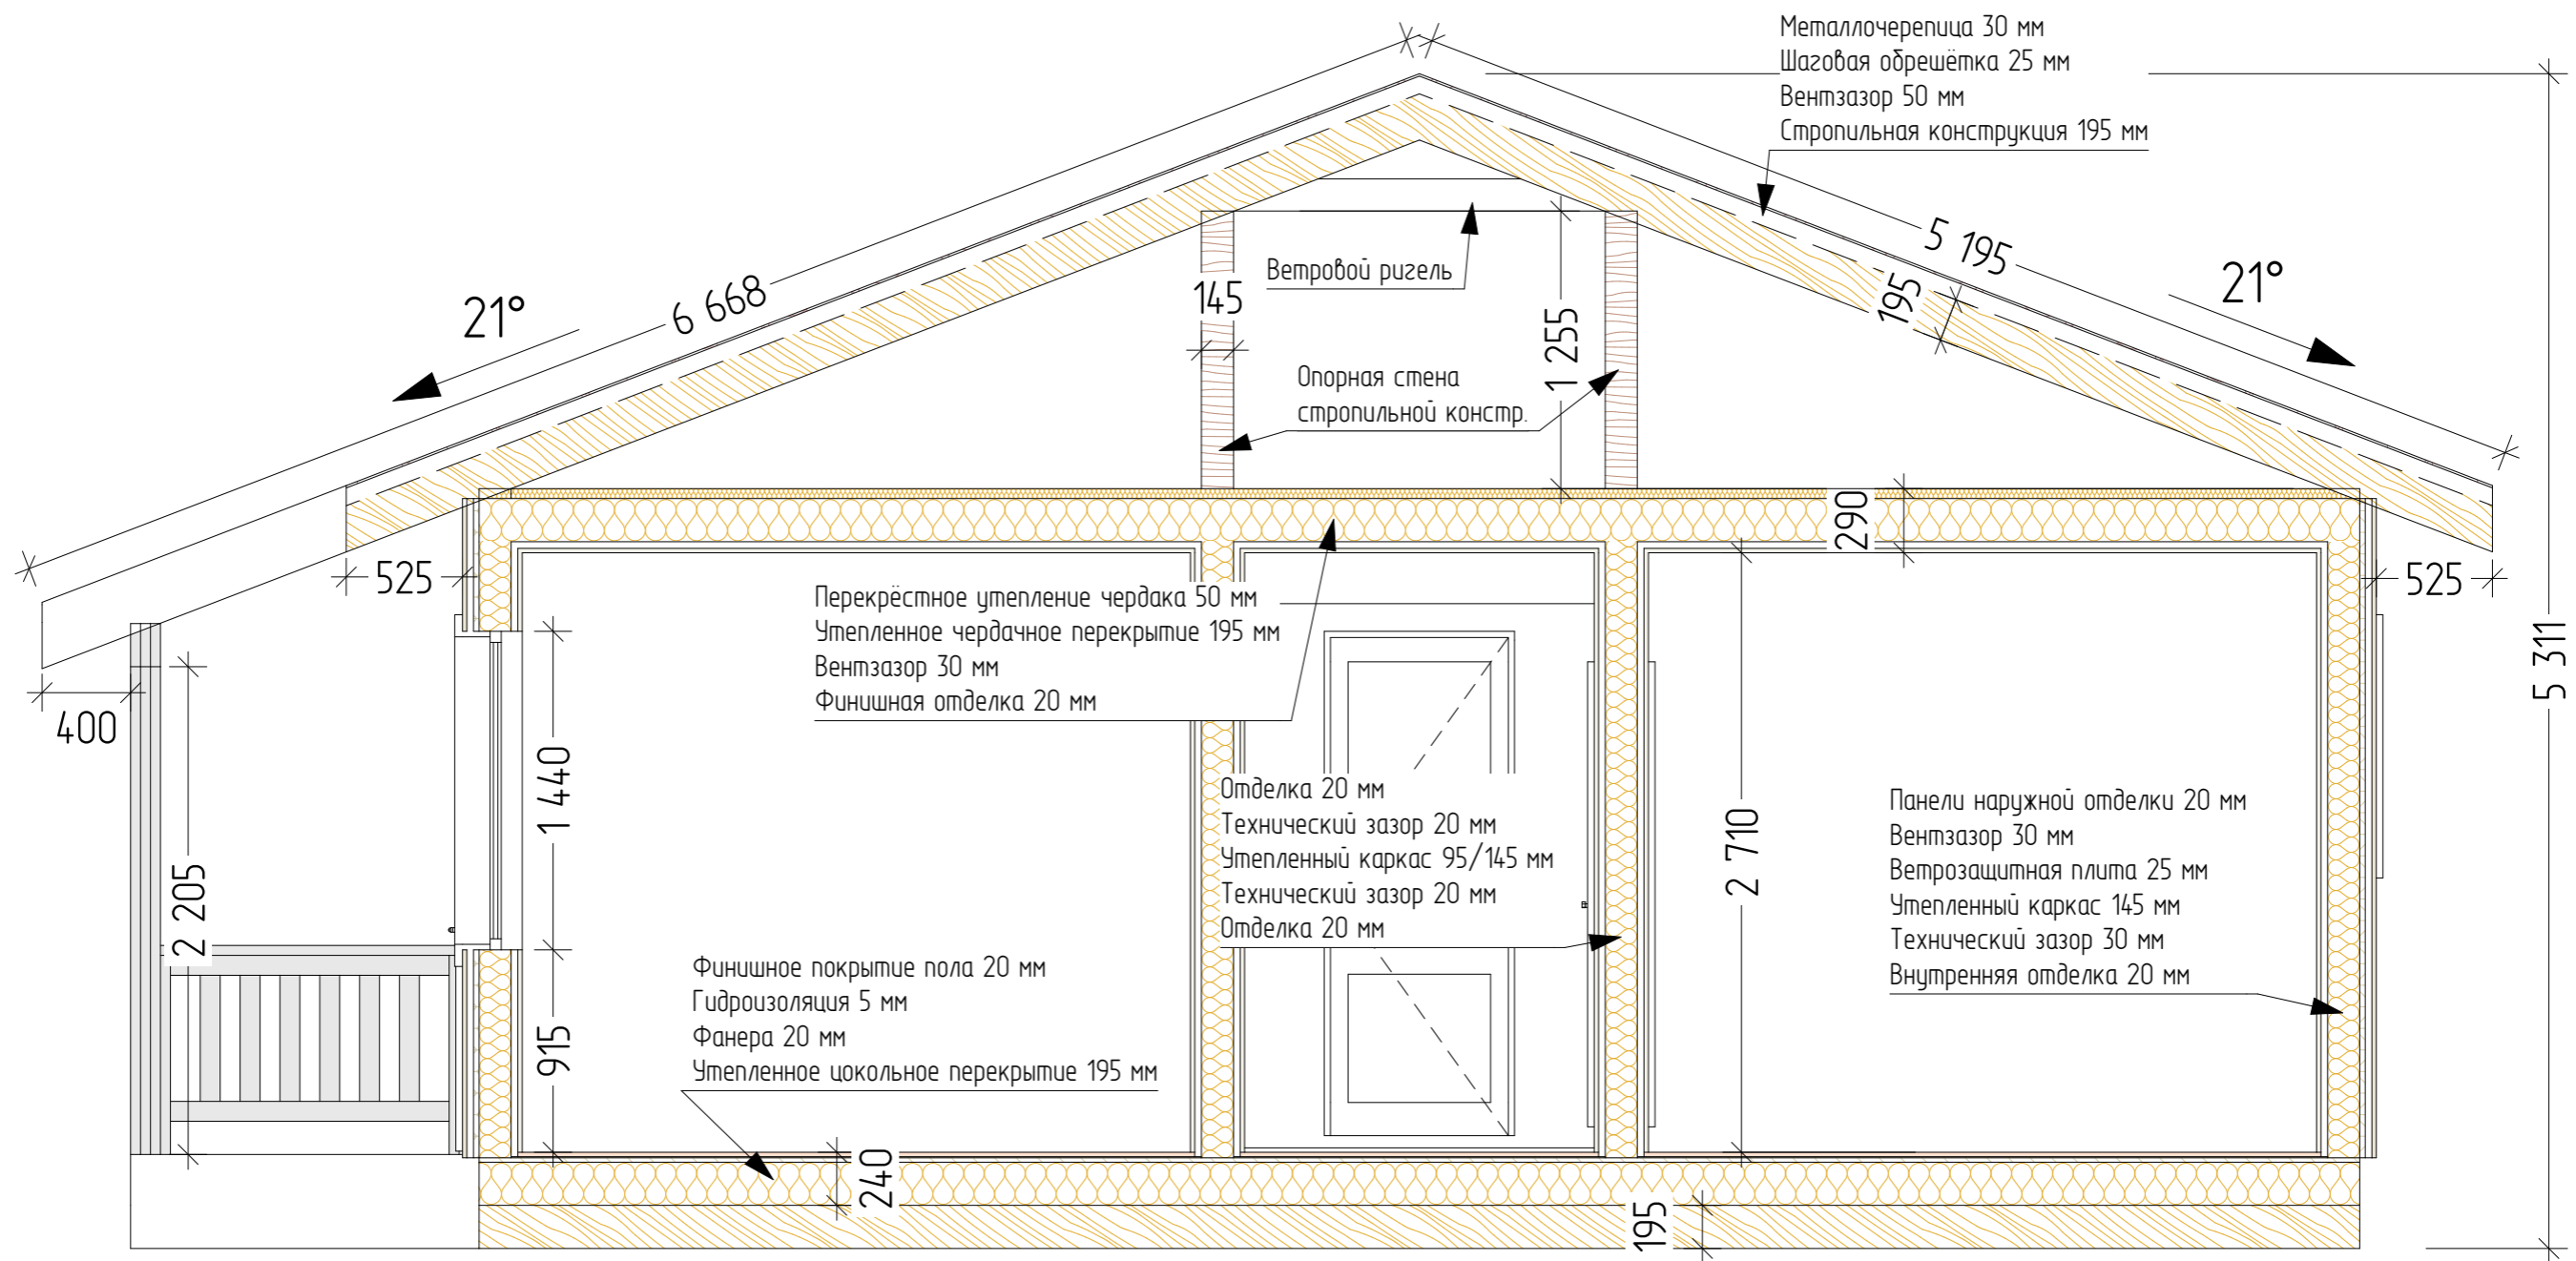 Металлочерепица 30 мм
Шаговая обрешётка 25 мм
Вентзазор 50 мм
Стропильная конструкция 195 мм
21°
6 668
5 195
21°
195
145
Ветровой ригель
1 255
Опорная стена
стропильной констр.
290
525
525
5 311
400
2 205
1 440
915
Перекрёстное утепление чердака 50 мм
Утепленное чердачное перекрытие 195 мм
Вентзазор 30 мм
Финишная отделка 20 мм
Отделка 20 мм
Технический зазор 20 мм
Утепленный каркас 95/145 мм
Технический зазор 20 мм
Отделка 20 мм
2 710
Панели наружной отделки 20 мм
Вентзазор 30 мм
Ветрозащитная плита 25 мм
Утепленный каркас 145 мм
Технический зазор 30 мм
Внутренняя отделка 20 мм
Финишное покрытие пола 20 мм
Гидроизоляция 5 мм
Фанера 20 мм
Утепленное цокольное перекрытие 195 мм
240
195